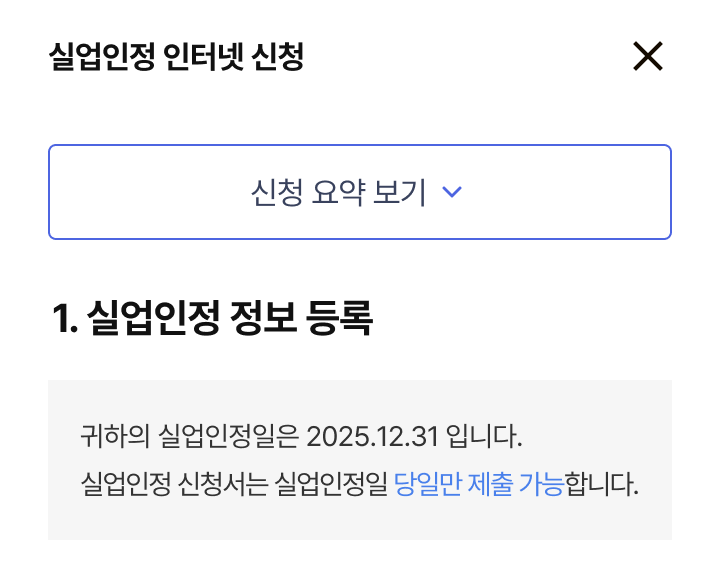 실업인정 인터넷 신청
신청 요약 보기
1. 실업인정 정보 등록
귀하의 실업인정일은 2025.12.31 입니다.
실업인정 신청서는 실업인정일 당일만 제출 가능합니다.